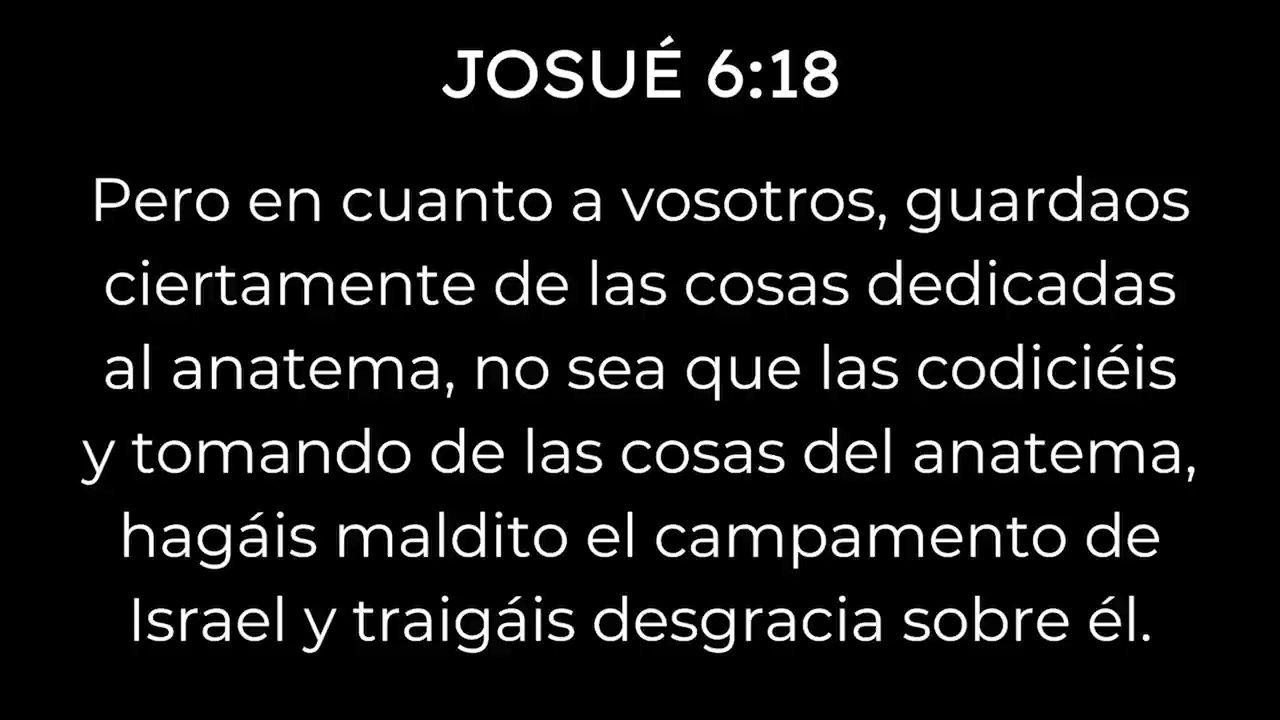 JOSUÉ 6:18
Pero en cuanto a vosotros, guardaos
ciertamente de las cosas dedicadas
al anatema, no sea que las codiciéis
y tomando de las cosas del anatema,
hagáis maldito el campamento de
Israel y traigáis desgracia sobre él.